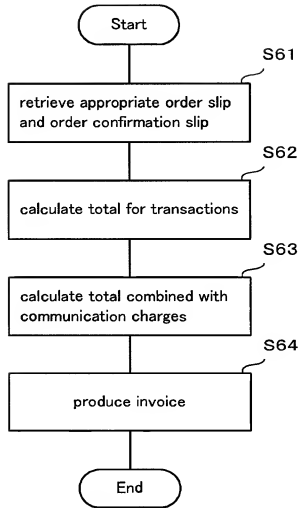 Start
S61
retrieve appropriate order slip
and order confirmation slip
S62
calculate total for transactions
S63
calculate total combined with
communication charges
S64
produce invoice
End